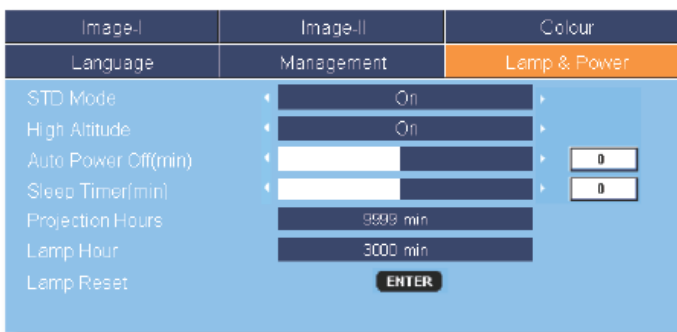 Image-I Image-II Colour
Language Management Lamp & Power
STD Mode On
High Altitude On
Auto Power Off(min) 0
Sleep Timer(min) 0
Projection Hours 9999 min
Lamp Hour 3000 min
Lamp Reset ENTER